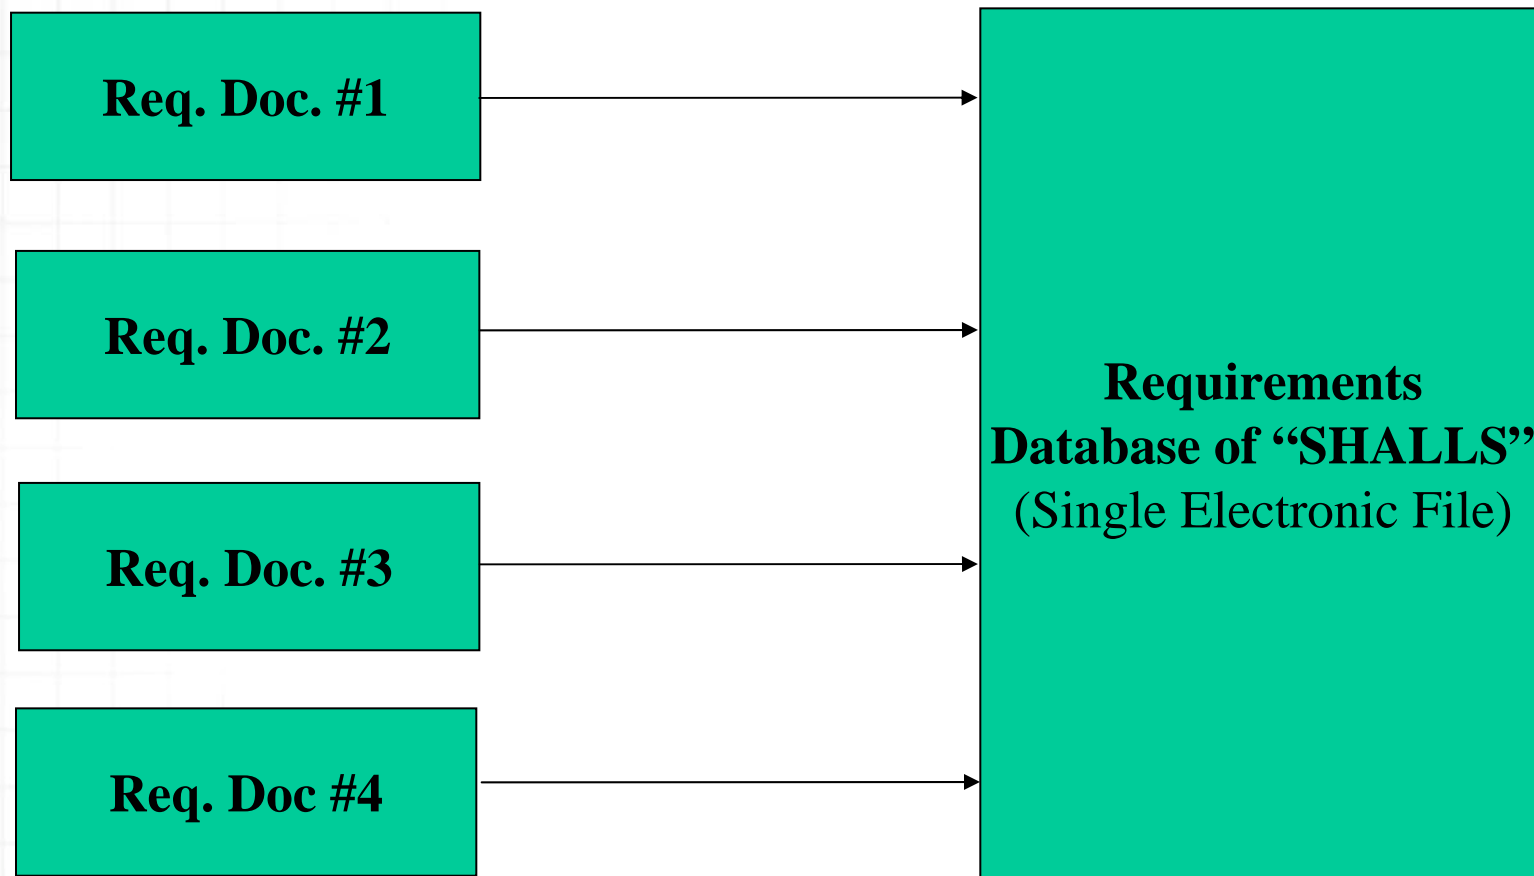 Req. Doc. #1
Req. Doc. #2
Req. Doc. #3
Req. Doc #4
Requirements
Database of “SHALLS”
(Single Electronic File)